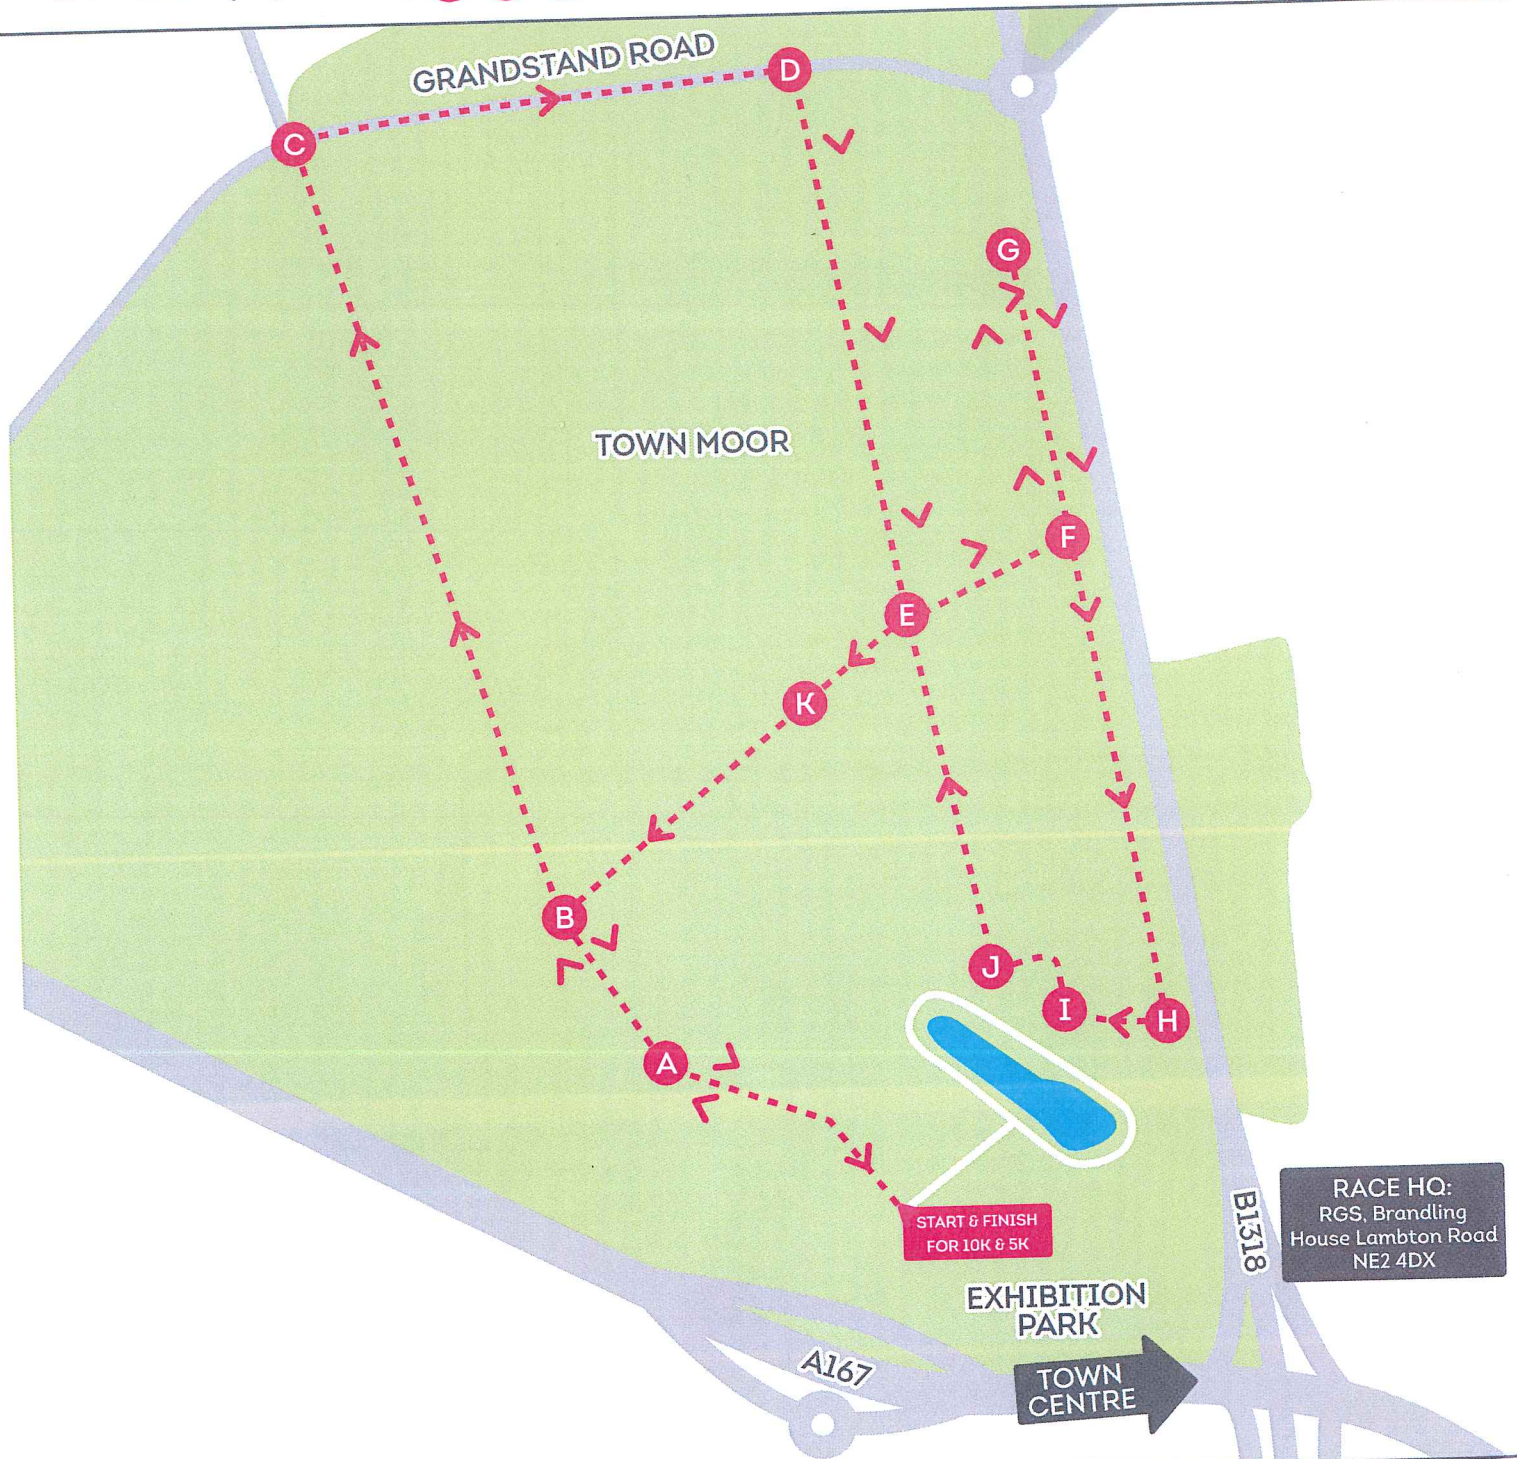 GRANDSTAND ROAD
D
C
G
TOWN MOOR
F
E
K
B
J
I
H
A
START & FINISH
FOR 10K & 5K
B1318
RACE HQ:
RGS, Brandling
House Lambton Road
NE2 4DX
EXHIBITION
PARK
A167
TOWN
CENTRE